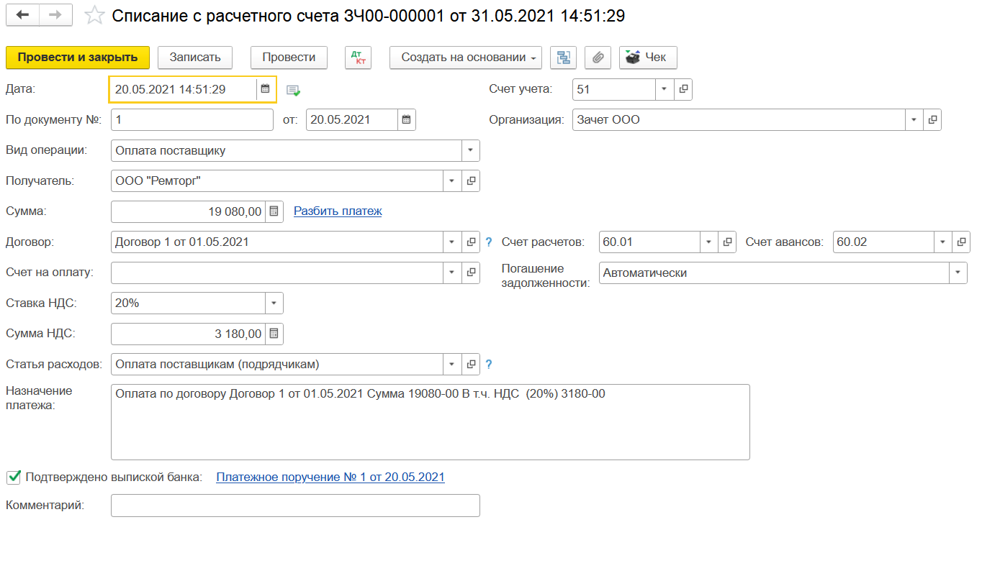 Списание с расчетного счета ЗЧ00-000001 от 31.05.2021 14:51:29
Провести и закрыть Записать Провести Дт Кт Создать на основании Чек
Дата: 20.05.2021 14:51:29 Счет учета: 51
По документу №: 1 от: 20.05.2021 Организация: Зачет ООО
Вид операции: Оплата поставщику
Получатель: ООО "Ремторг"
Сумма: 19 080,00 Разбить платеж
Договор: Договор 1 от 01.05.2021 ? Счет расчетов: 60.01 Счет авансов: 60.02
Счет на оплату: Погашение задолженности: Автоматически
Ставка НДС: 20%
Сумма НДС: 3 180,00
Статья расходов: Оплата поставщикам (подрядчикам) ?
Назначение платежа: Оплата по договору Договор 1 от 01.05.2021 Сумма 19080-00 В т.ч. НДС  (20%) 3180-00
Подтверждено выпиской банка: Платежное поручение № 1 от 20.05.2021
Комментарий: